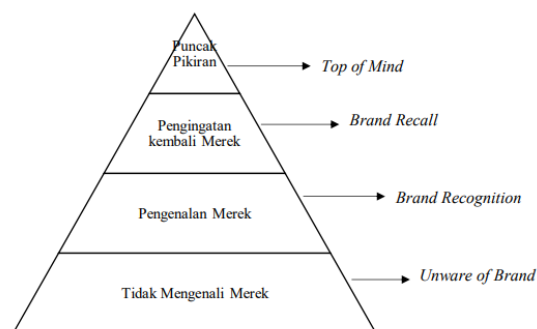 Puncak
Pikiran
Top of Mind
Pengingatan
kembali Merek
Brand Recall
Pengenalan Merek
Brand Recognition
Tidak Mengenali Merek
Unware of Brand